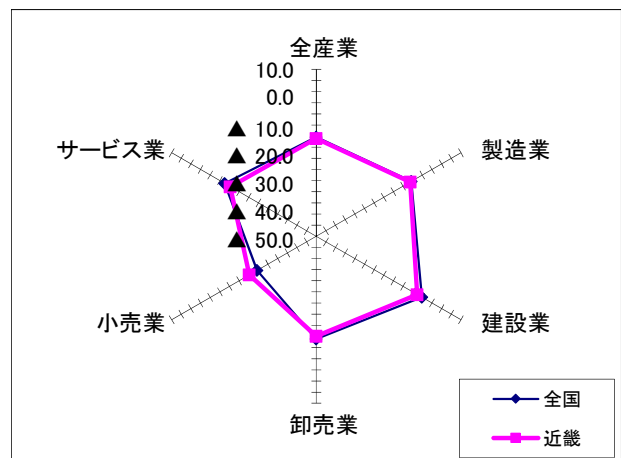 全産業
10.0
0.0
▲ 10.0
▲ 20.0
▲ 30.0
▲ 40.0
▲ 50.0
サービス業
製造業
小売業
建設業
卸売業
全国
近畿